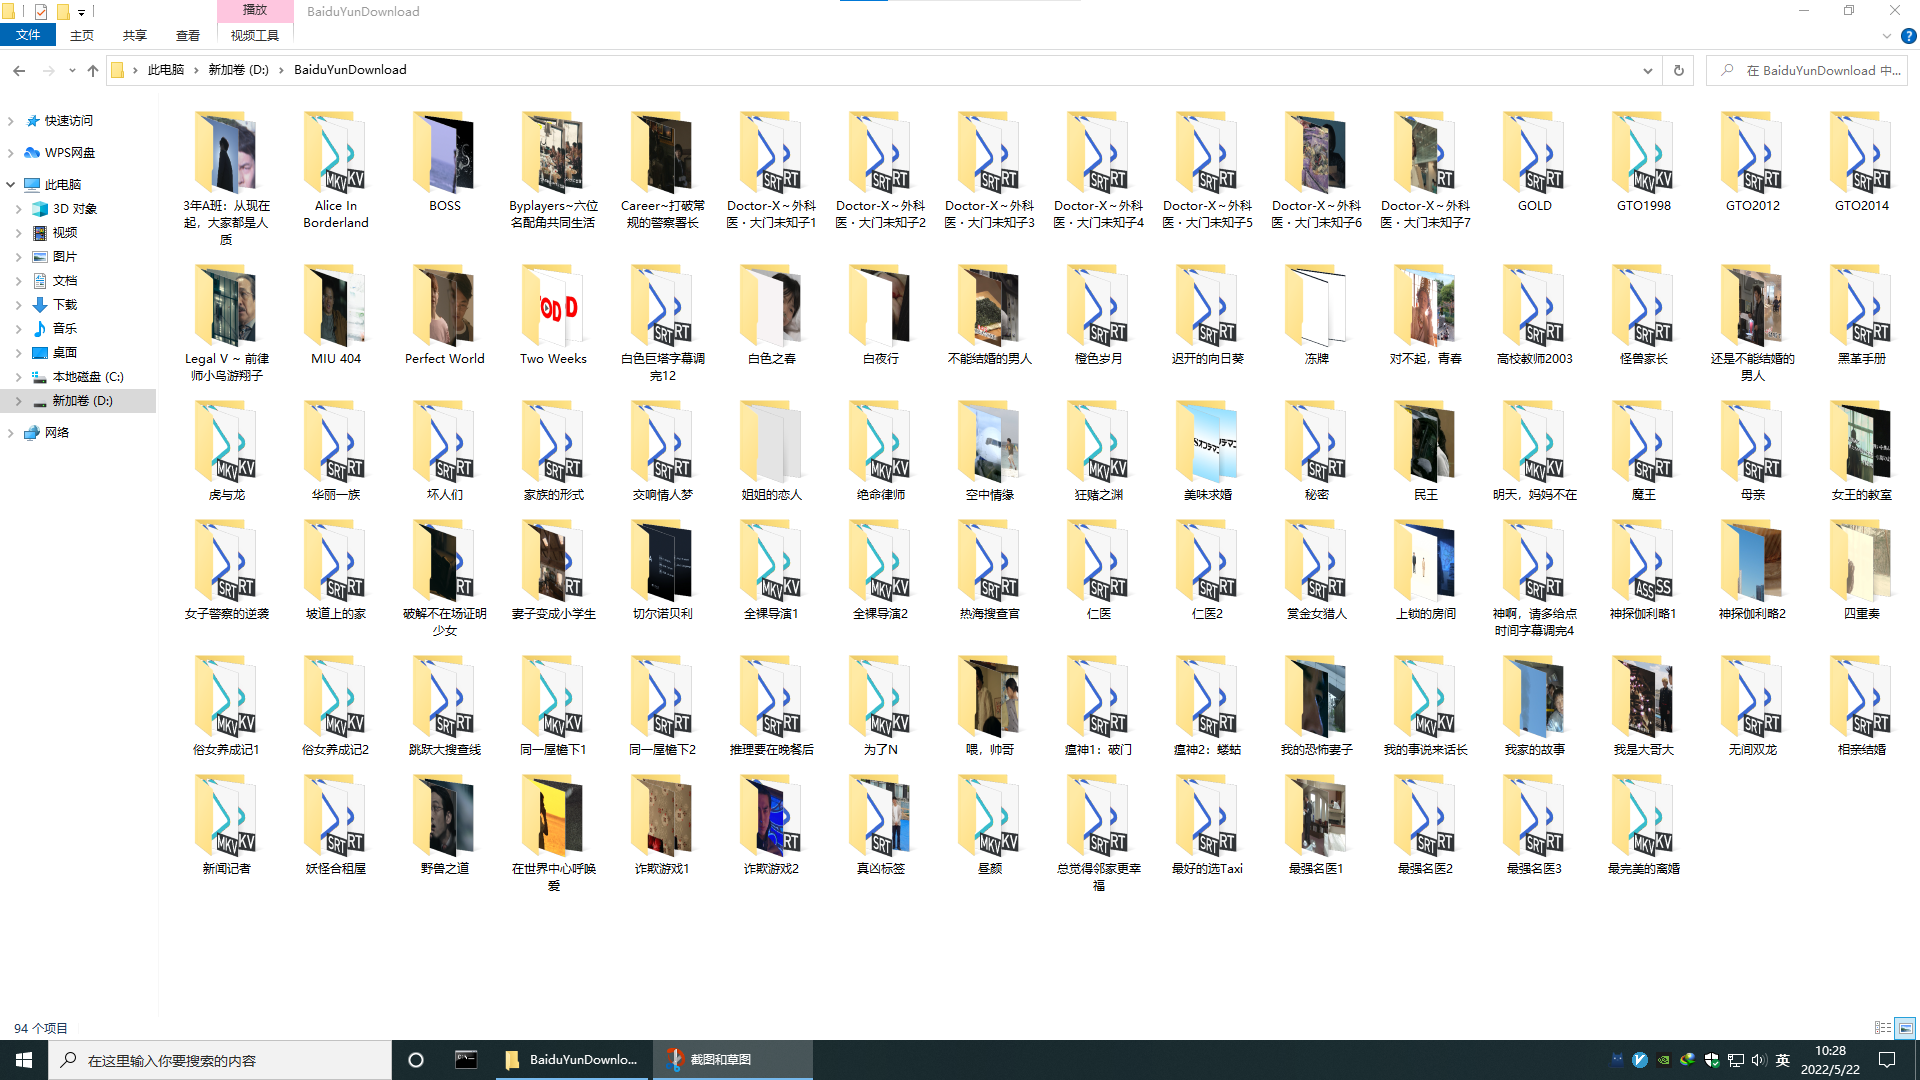 播放
BaiduYunDownload
文件
主页
共享
查看
视频工具
此电脑
新加卷 (D:)
BaiduYunDownload
在 BaiduYunDownload 中...
快速访问
WPS网盘
此电脑
3D 对象
视频
图片
文档
下载
音乐
桌面
本地磁盘 (C:)
新加卷 (D:)
网络
3年A班：从现在
起，大家都是人
质
Alice In
Borderland
BOSS
Byplayers~六位
名配角共同生活
Career~打破常
规的警察署长
Doctor-X～外科
医・大门未知子1
Doctor-X～外科
医・大门未知子2
Doctor-X～外科
医・大门未知子3
Doctor-X～外科
医・大门未知子4
Doctor-X～外科
医・大门未知子5
Doctor-X～外科
医・大门未知子6
Doctor-X～外科
医・大门未知子7
GOLD
GTO1998
GTO2012
GTO2014
Legal V ~ 前律
师小鸟游翔子
MIU 404
Perfect World
Two Weeks
白色巨塔字幕调
完12
白色之春
白夜行
不能结婚的男人
橙色岁月
迟开的向日葵
冻牌
对不起，青春
高校教师2003
怪兽家长
还是不能结婚的
男人
黑革手册
虎与龙
华丽一族
坏人们
家族的形式
交响情人梦
姐姐的恋人
绝命律师
空中情缘
狂赌之渊
美味求婚
秘密
民王
明天，妈妈不在
魔王
母亲
女王的教室
女子警察的逆袭
坡道上的家
破解不在场证明
少女
妻子变成小学生
切尔诺贝利
全裸导演1
全裸导演2
热海搜查官
仁医
仁医2
赏金女猎人
上锁的房间
神啊，请多给点
时间字幕调完4
神探伽利略1
神探伽利略2
四重奏
俗女养成记1
俗女养成记2
跳跃大搜查线
同一屋檐下1
同一屋檐下2
推理要在晚餐后
为了N
喂，帅哥
瘟神1：破门
瘟神2：蝼蛄
我的恐怖妻子
我的事说来话长
我家的故事
我是大哥大
无间双龙
相亲结婚
新闻记者
妖怪合租屋
野兽之道
在世界中心呼唤
爱
诈欺游戏1
诈欺游戏2
真凶标签
昼颜
总觉得邻家更幸
福
最好的选Taxi
最强名医1
最强名医2
最强名医3
最完美的离婚
94 个项目
在这里输入你要搜索的内容
BaiduYunDownlo...
截图和草图
英
10:28
2022/5/22